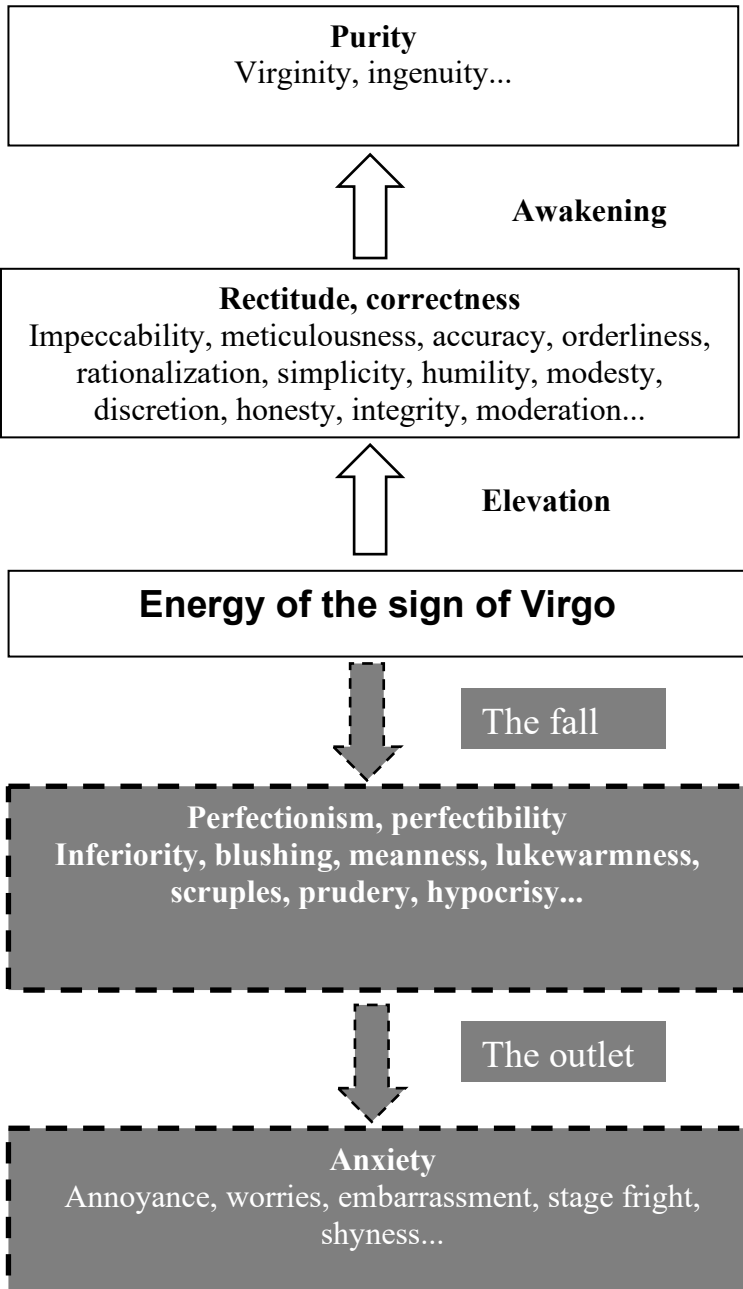 Purity
Virginity, ingenuity...
Awakening
Rectitude, correctness
Impeccability, meticulousness, accuracy, orderliness,
rationalization, simplicity, humility, modesty,
discretion, honesty, integrity, moderation...
Elevation
Energy of the sign of Virgo
The fall
Perfectionism, perfectibility
Inferiority, blushing, meanness, lukewarmness,
scruples, prudery, hypocrisy...
The outlet
Anxiety
Annoyance, worries, embarrassment, stage fright,
shyness...